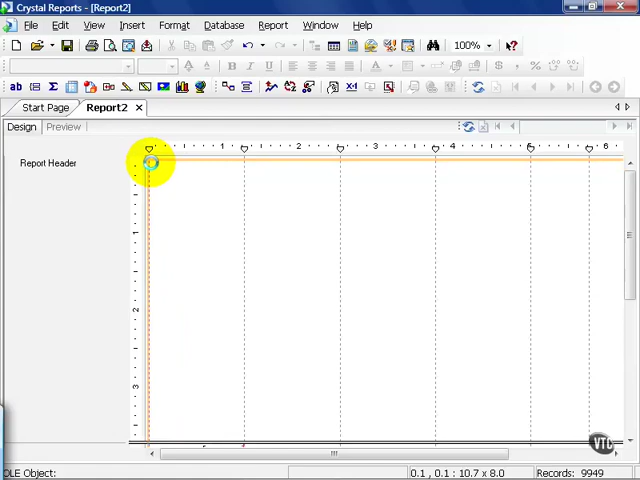 Crystal Reports - [Report2]
File Edit View Insert Format Database Report Window Help
100%
B I U A
$ , %
ab Σ
Start Page Report2
Design Preview
1 2 3 4 5 6
Report Header
1
2
3
VTC
OLE Object: 0.1 , 0.1 : 10.7 x 8.0 Records: 9949